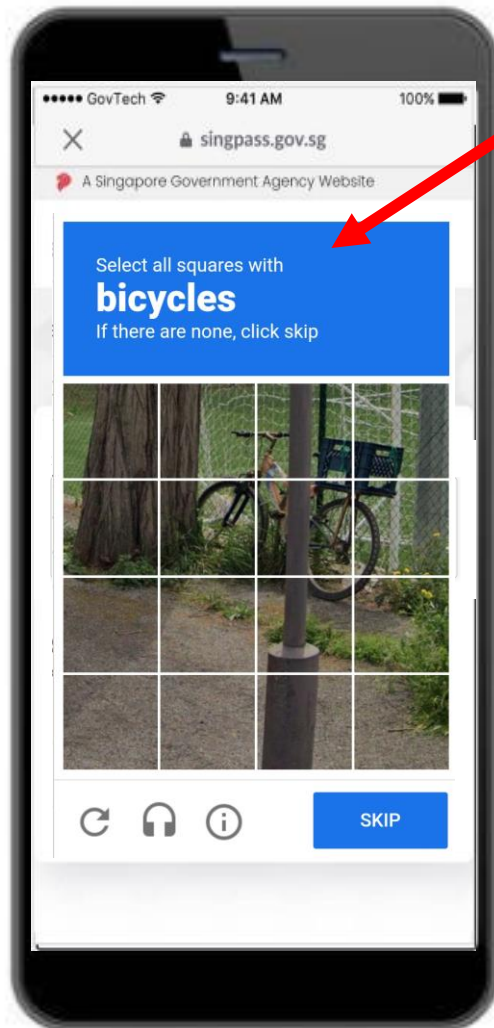 ●●●●● GovTech 9:41 AM 100%
singpass.gov.sg
A Singapore Government Agency Website
Select all squares with
bicycles
If there are none, click skip
SKIP